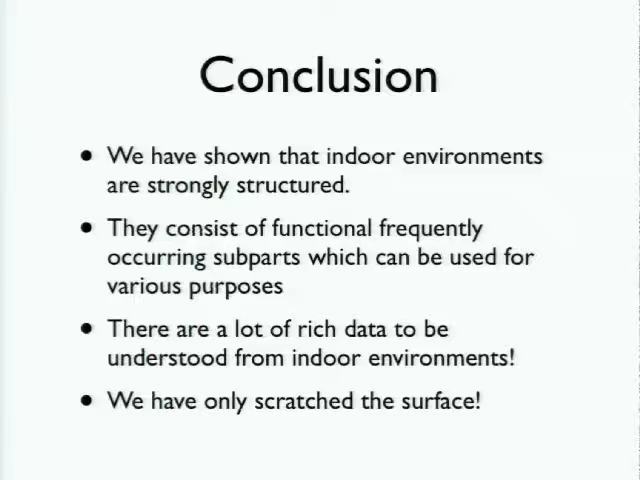 Conclusion
• We have shown that indoor environments
are strongly structured.
• They consist of functional frequently
occurring subparts which can be used for
various purposes
• There are a lot of rich data to be
understood from indoor environments!
• We have only scratched the surface!